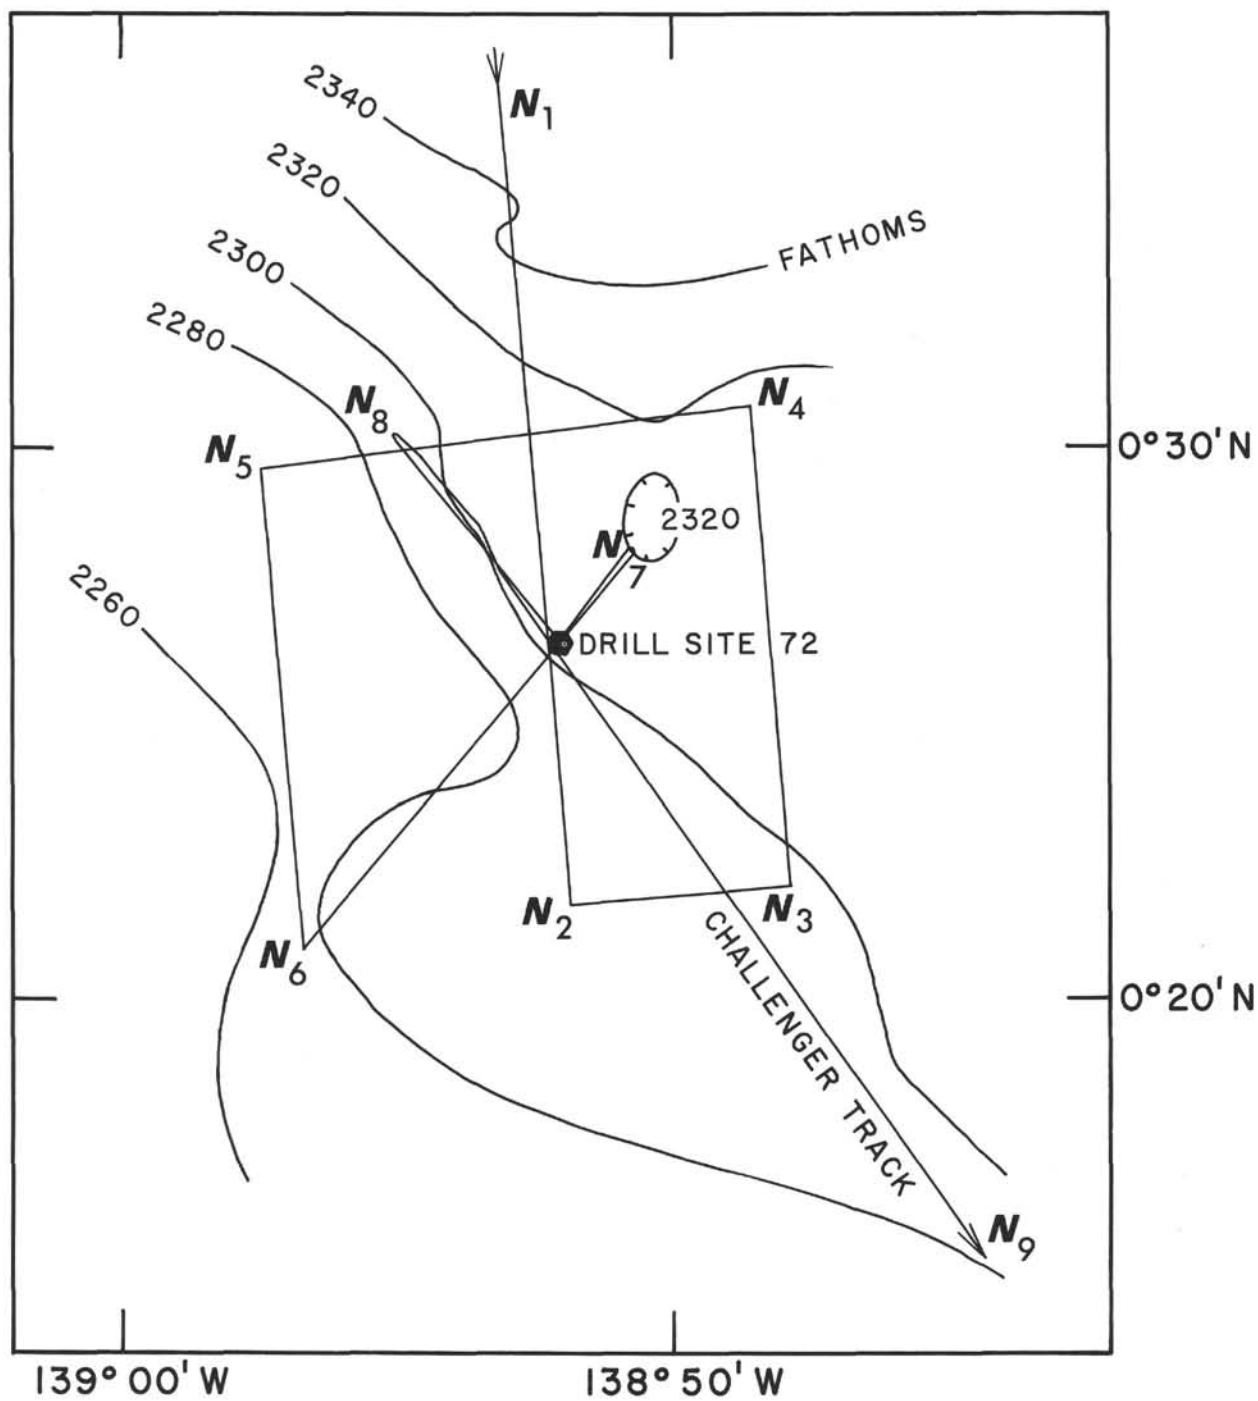 2340
N1
2320
2300
FATHOMS
2280
N8
N4
N5
0°30'N
2320
N7
2260
DRILL SITE 72
N2
N3
N6
0°20'N
CHALLENGER TRACK
N9
139°00'W
138°50'W